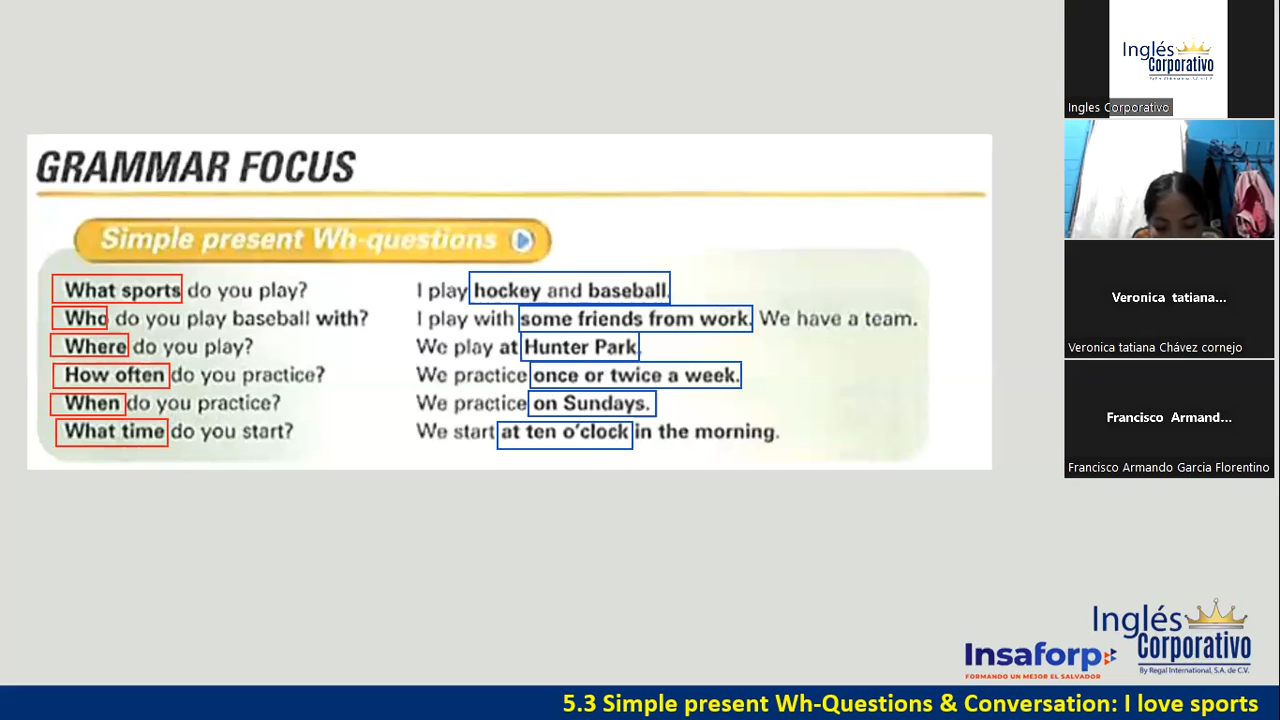 Inglés
Corporativo
Ingles Corporativo
Veronica tatiana...
Veronica tatiana Chávez cornejo
Francisco Armand...
Francisco Armando Garcia Florentino
GRAMMAR FOCUS
Simple present Wh-questions
What sports do you play? I play hockey and baseball.
Who do you play baseball with? I play with some friends from work. We have a team.
Where do you play? We play at Hunter Park.
How often do you practice? We practice once or twice a week.
When do you practice? We practice on Sundays.
What time do you start? We start at ten o'clock in the morning.
Inglés
Corporativo
By Regal International, S.A. de C.V.
Insaforp
FORMANDO UN MEJOR EL SALVADOR
5.3 Simple present Wh-Questions & Conversation: I love sports